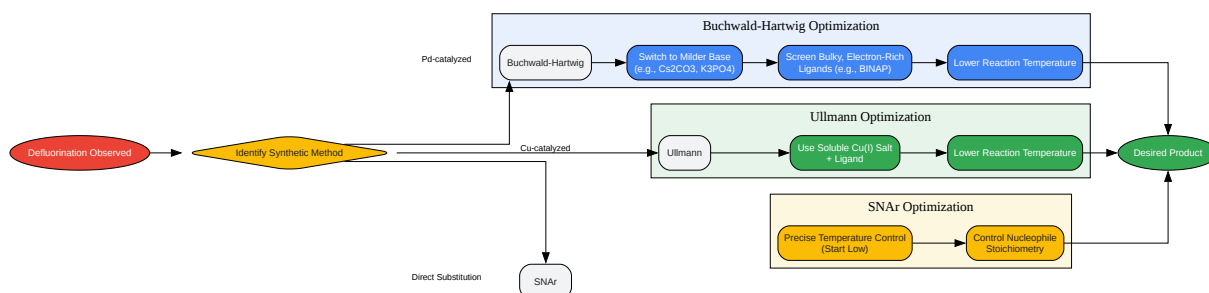 Buchwald-Hartwig Optimization
Pd-catalyzed
Buchwald-Hartwig
Switch to Milder Base
(e.g., Cs2CO3, K3PO4)
Screen Bulky, Electron-Rich
Ligands (e.g., BINAP)
Lower Reaction Temperature
Ullmann Optimization
Defluorination Observed
Identify Synthetic Method
Cu-catalyzed
Ullmann
Use Soluble Cu(I) Salt
+ Ligand
Lower Reaction Temperature
Desired Product
SNAr Optimization
Precise Temperature Control
(Start Low)
Control Nucleophile
Stoichiometry
Direct Substitution
SNAr